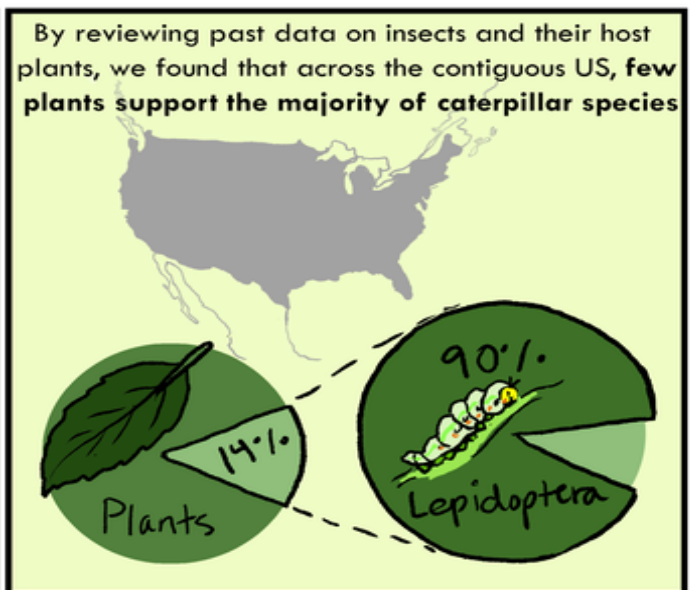 By reviewing past data on insects and their host
plants, we found that across the contiguous US, few
plants support the majority of caterpillar species
90%
14%
Lepidoptera
Plants